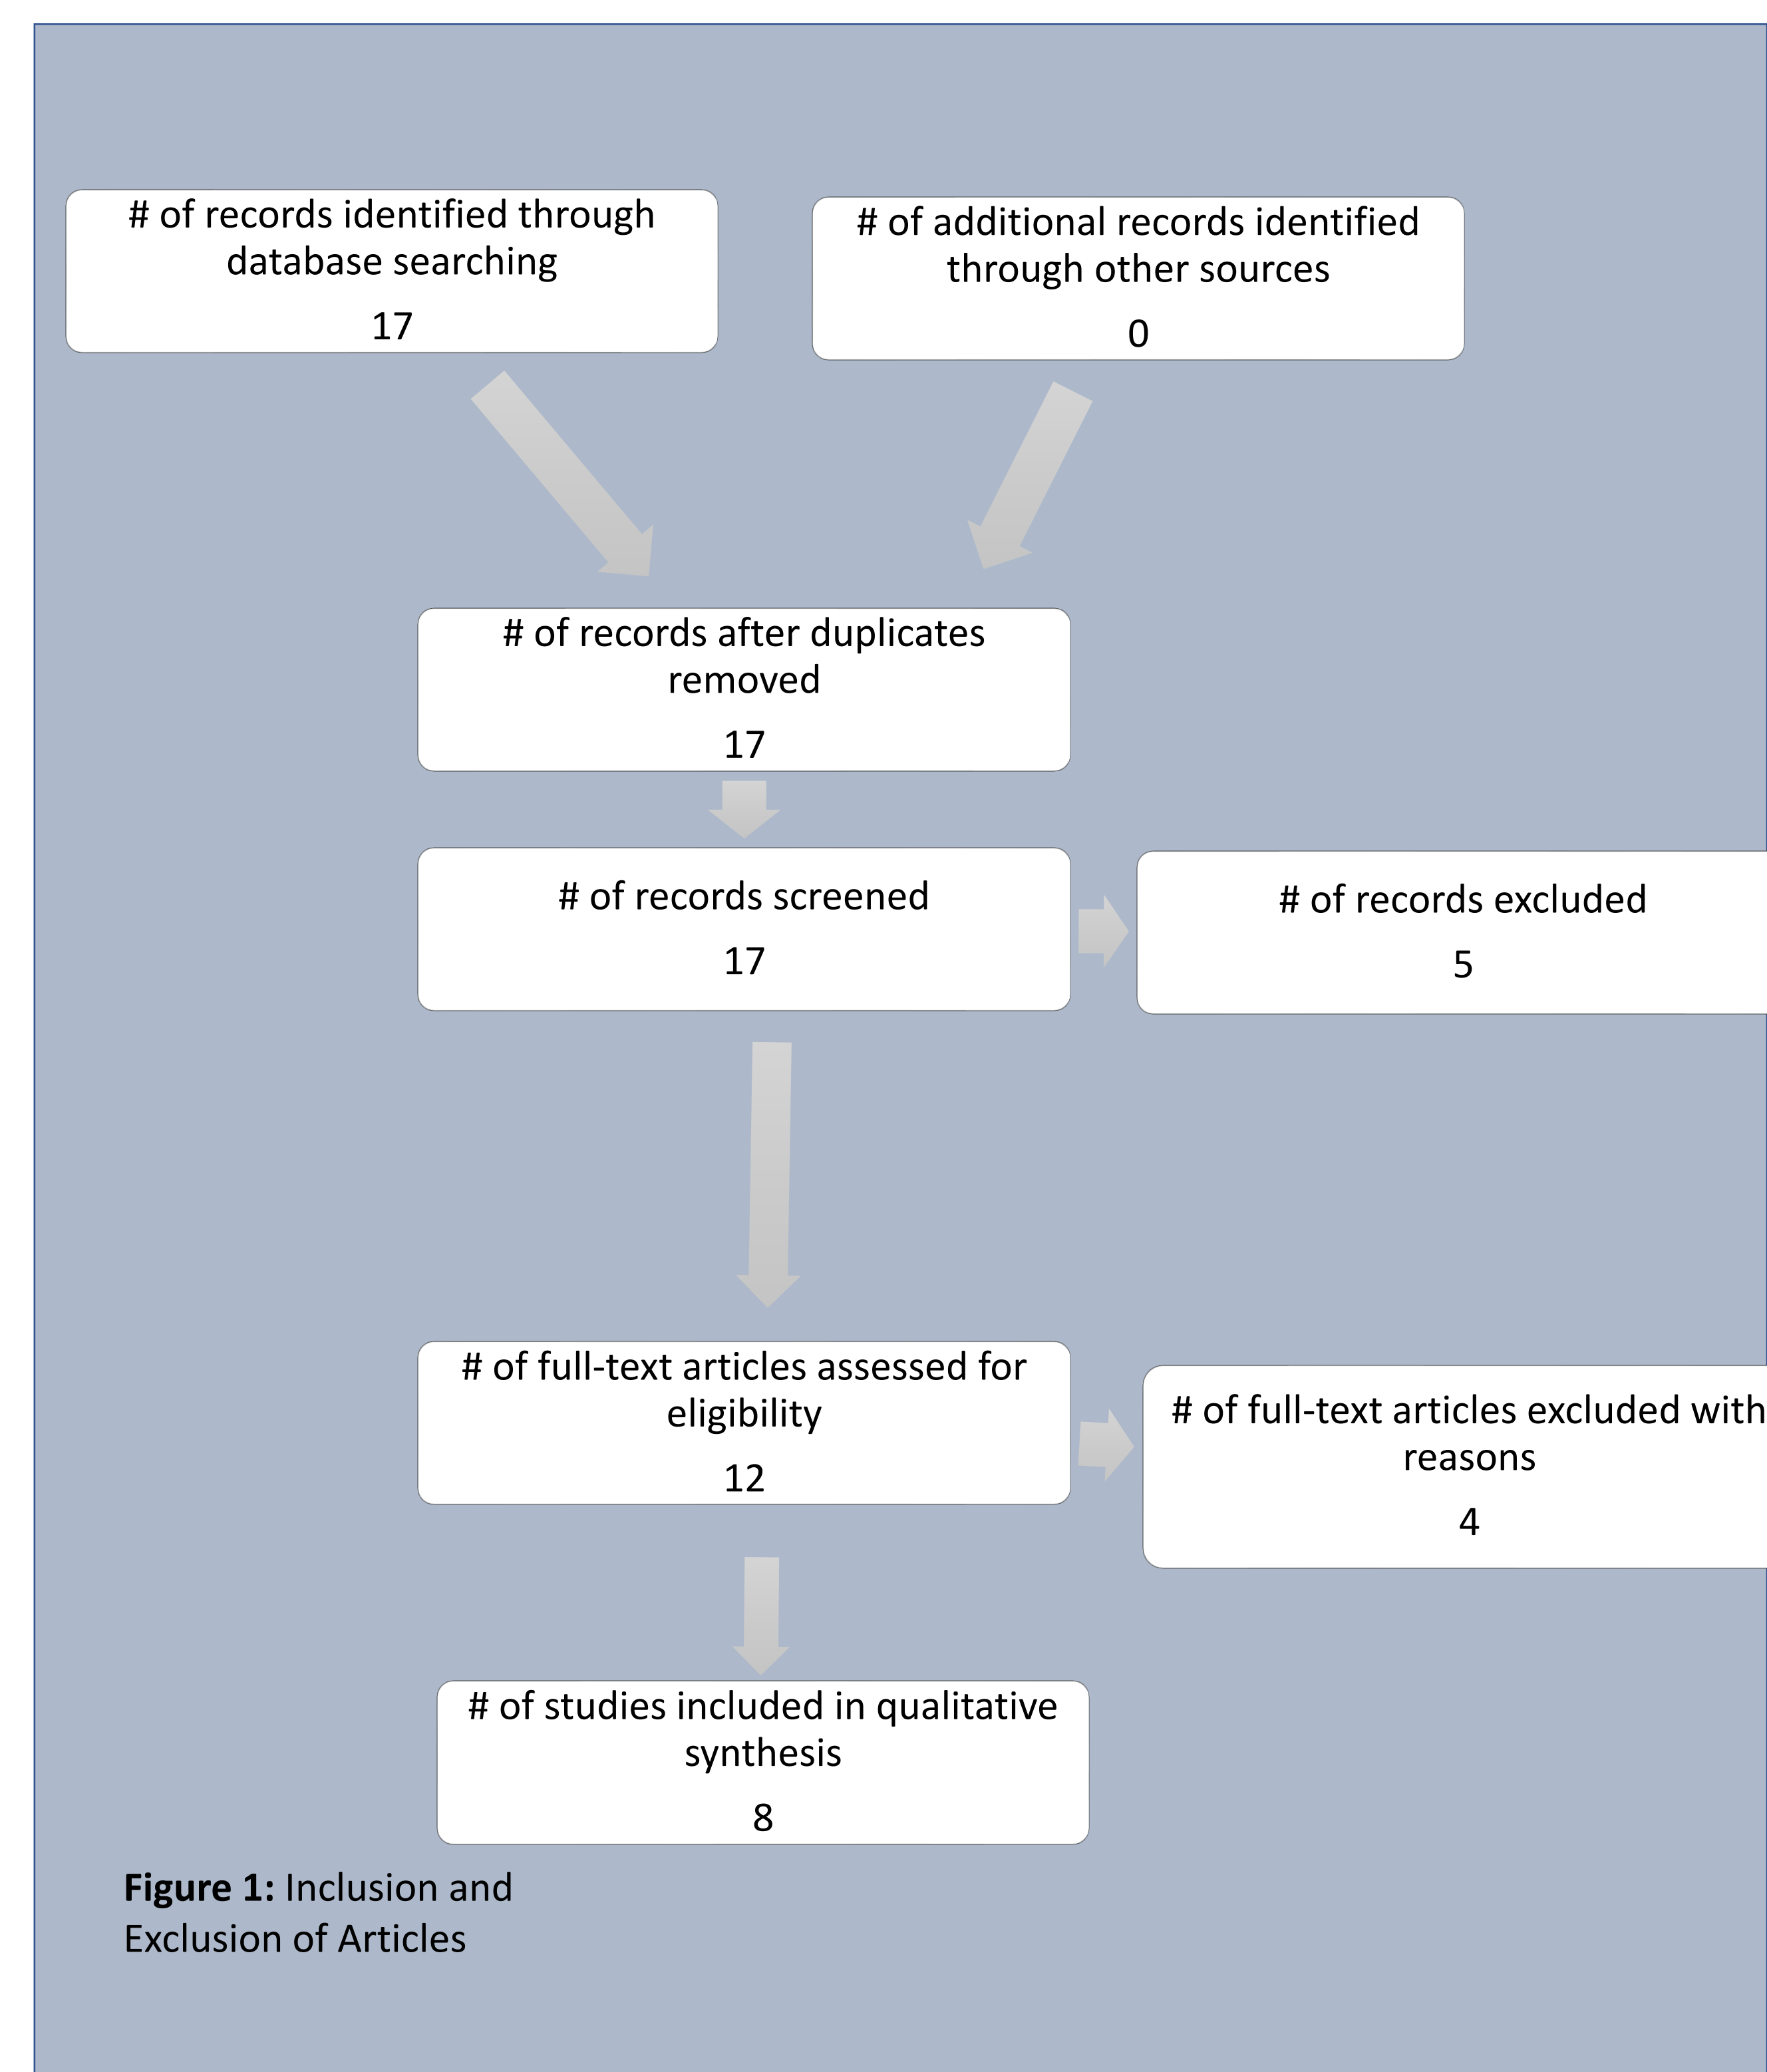 # of records identified through
database searching
17
# of additional records identified
through other sources
0
# of records after duplicates
removed
17
# of records screened
17
# of records excluded
5
# of full-text articles assessed for
eligibility
12
# of full-text articles excluded with
reasons
4
# of studies included in qualitative
synthesis
8
Figure 1: Inclusion and
Exclusion of Articles